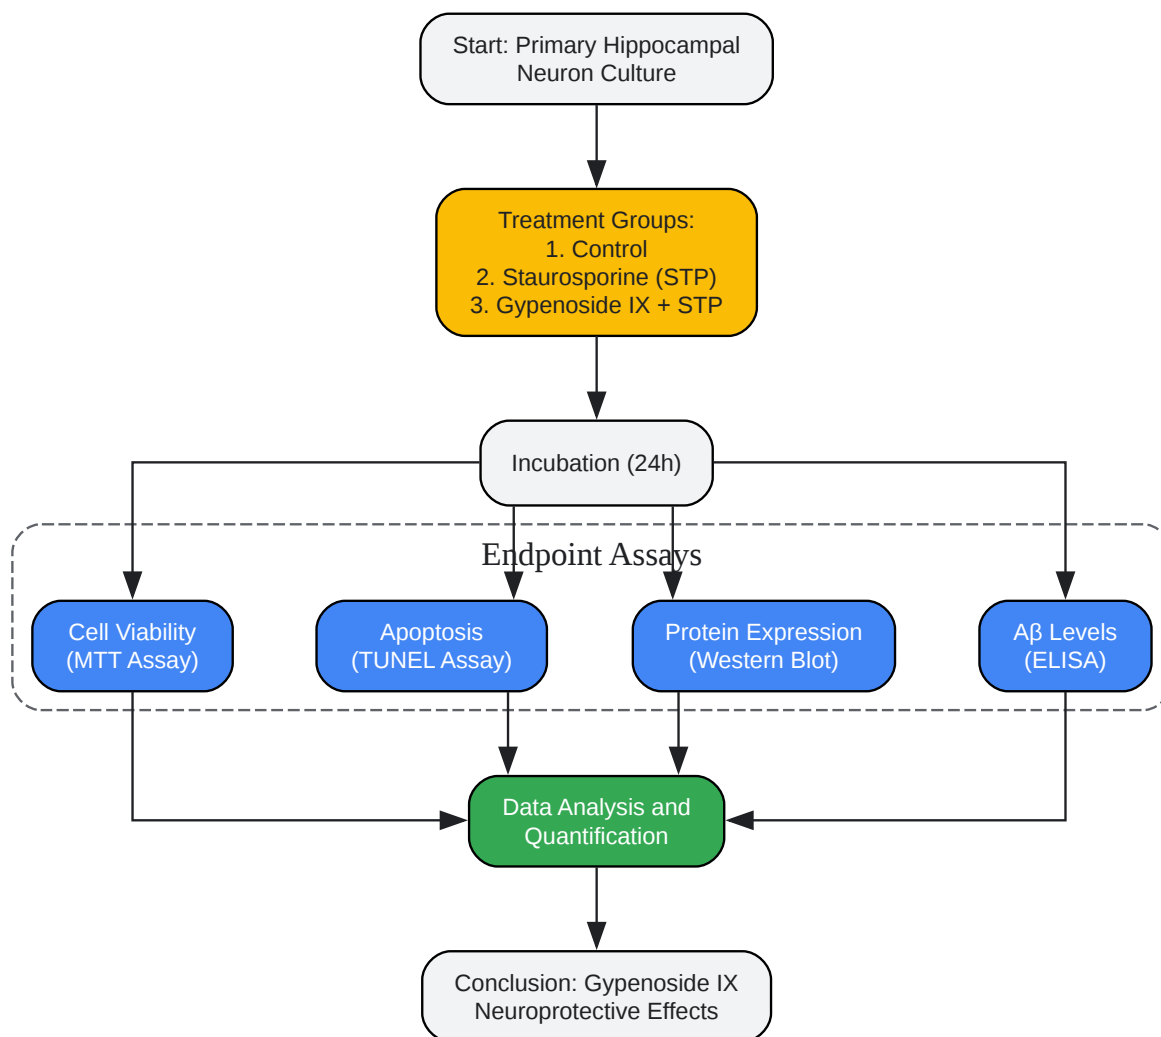 Start: Primary Hippocampal
Neuron Culture
Treatment Groups:
1. Control
2. Staurosporine (STP)
3. Gypenoside IX + STP
Incubation (24h)
Endpoint Assays
Cell Viability
(MTT Assay)
Apoptosis
(TUNEL Assay)
Protein Expression
(Western Blot)
Aβ Levels
(ELISA)
Data Analysis and
Quantification
Conclusion: Gypenoside IX
Neuroprotective Effects